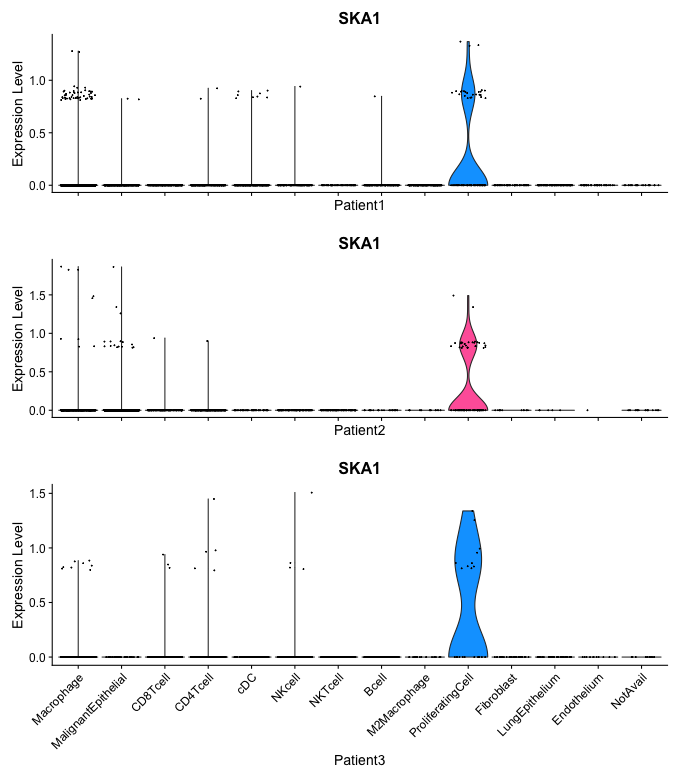 SKA1
Expression Level
1.0
0.5
0.0
Patient1
SKA1
Expression Level
1.5
1.0
0.5
0.0
Patient2
SKA1
Expression Level
1.5
1.0
0.5
0.0
Macrophage
MalignantEpithelial
CD8Tcell
CD4Tcell
cDC
NKcell
NKTcell
Bcell
M2Macrophage
ProliferatingCell
Fibroblast
LungEpithelium
Endothelium
NotAvail
Patient3